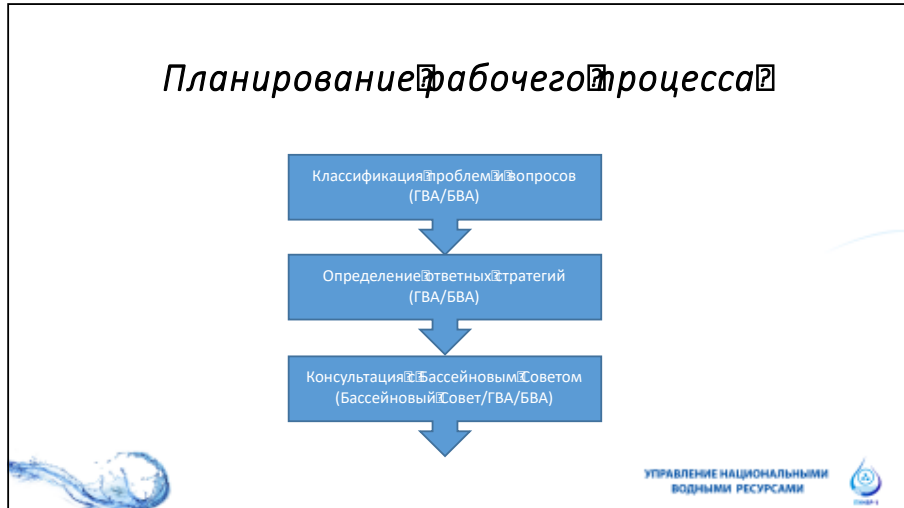 Планирование рабочего процесса
Классификация проблем и вопросов
(ГВА/БВА)
Определение ответных стратегий
(ГВА/БВА)
Консультация с Бассейновым Советом
(Бассейновый Совет/ГВА/БВА)
УПРАВЛЕНИЕ НАЦИОНАЛЬНЫМИ
ВОДНЫМИ РЕСУРСАМИ